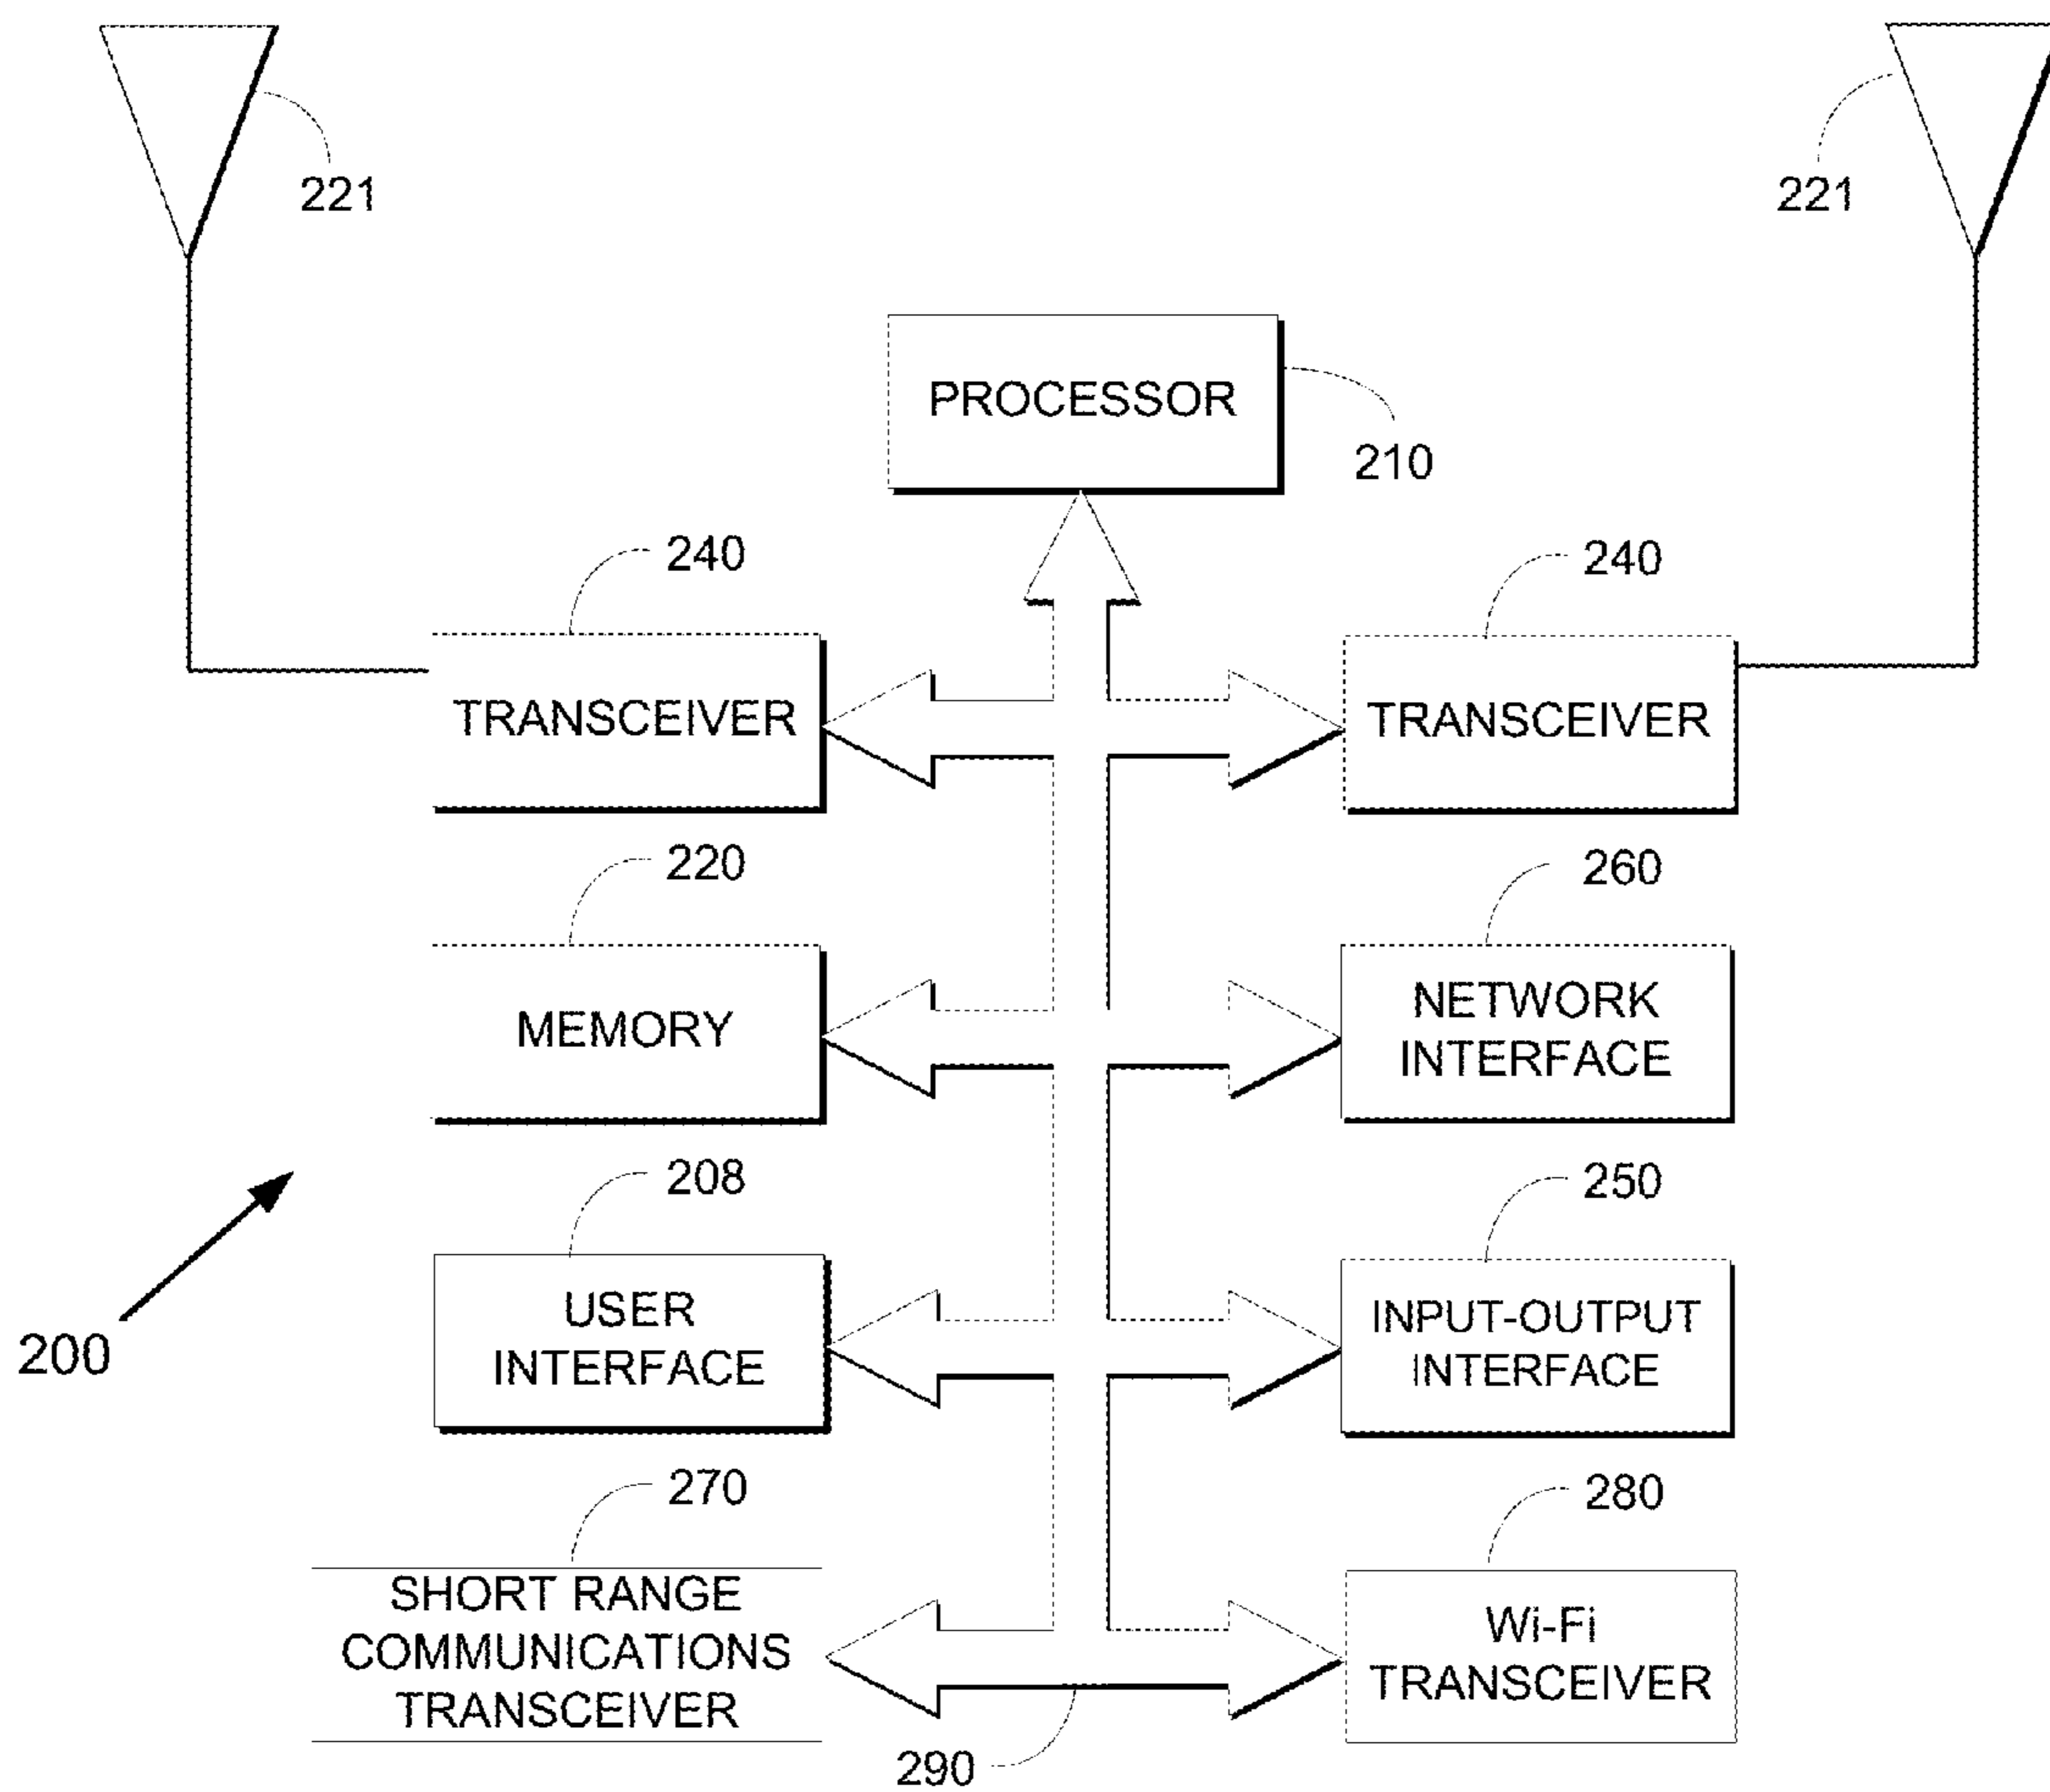 221
221
PROCESSOR
210
240
240
TRANSCEIVER
TRANSCEIVER
220
260
MEMORY
NETWORK
INTERFACE
208
250
USER
INTERFACE
INPUT-OUTPUT
INTERFACE
200
270
280
SHORT RANGE
COMMUNICATIONS
TRANSCEIVER
Wi-Fi
TRANSCEIVER
290